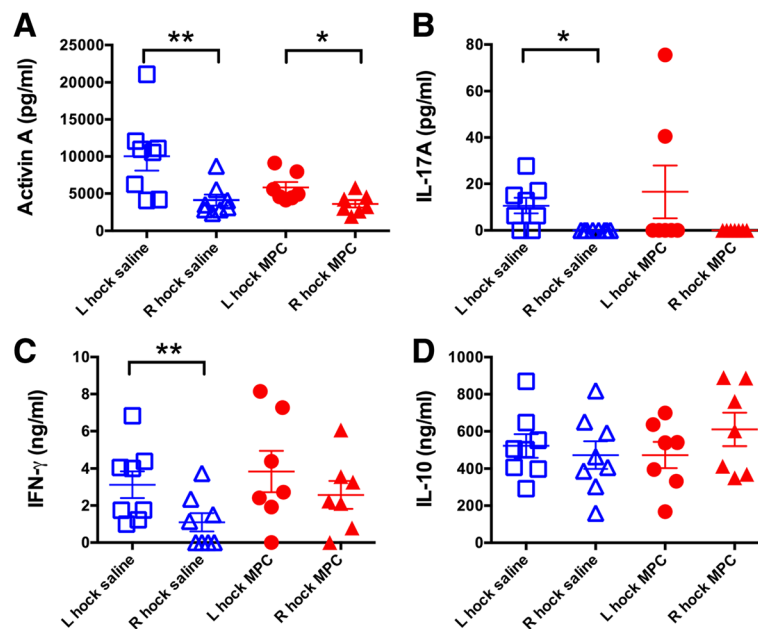 A
Activin A (pg/ml)
25000
20000
15000
10000
5000
0
**
*
L hock saline
R hock saline
L hock MPC
R hock MPC
B
IL-17A (pg/ml)
80
60
40
20
0
*
L hock saline
R hock saline
L hock MPC
R hock MPC
C
IFN-γ (ng/ml)
10
8
6
4
2
0
**
L hock saline
R hock saline
L hock MPC
R hock MPC
D
IL-10 (ng/ml)
1000
800
600
400
200
0
L hock saline
R hock saline
L hock MPC
R hock MPC